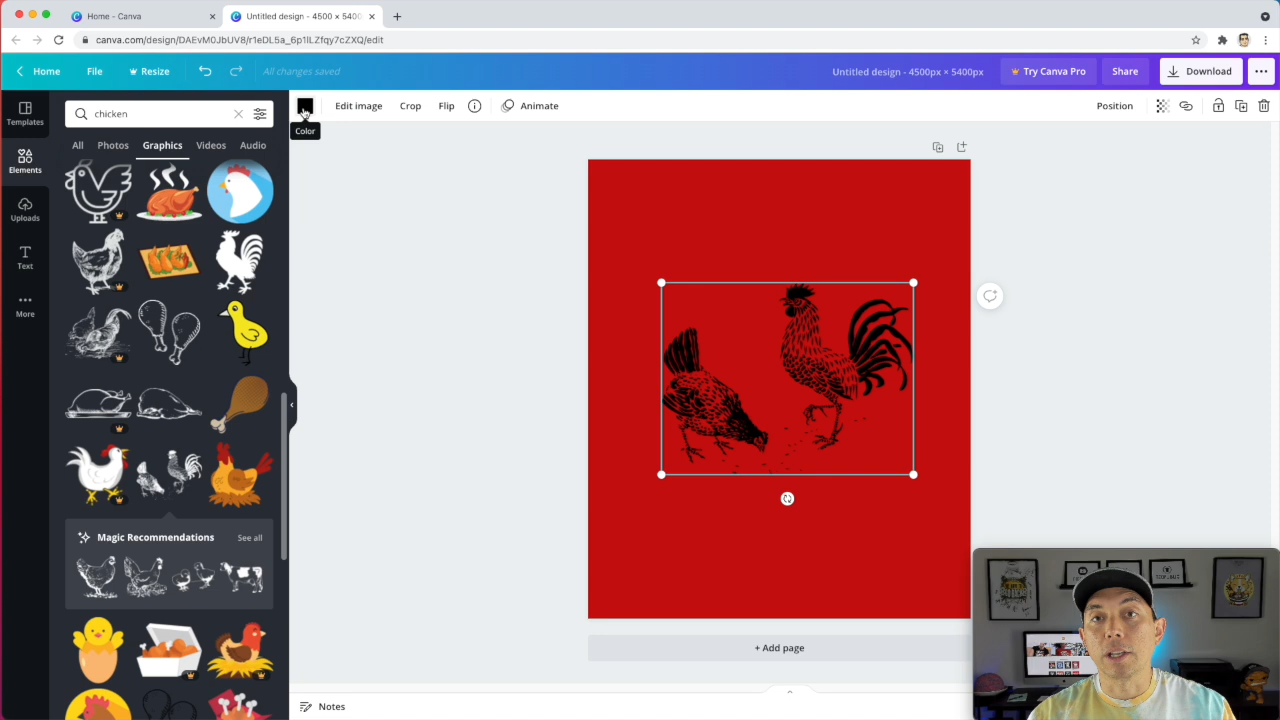 Home - Canva
Untitled design - 4500 × 5400
canva.com/design/DAEvM0JbUV8/r1eDL5a_6p1lLZfqy7cZXQ/edit
Home
File
Resize
All changes saved
Untitled design - 4500px × 5400px
Try Canva Pro
Share
Download
Templates
Elements
Uploads
Text
More
chicken
All
Photos
Graphics
Videos
Audio
Magic Recommendations
See all
Edit image
Crop
Flip
Animate
Position
Color
+ Add page
Notes